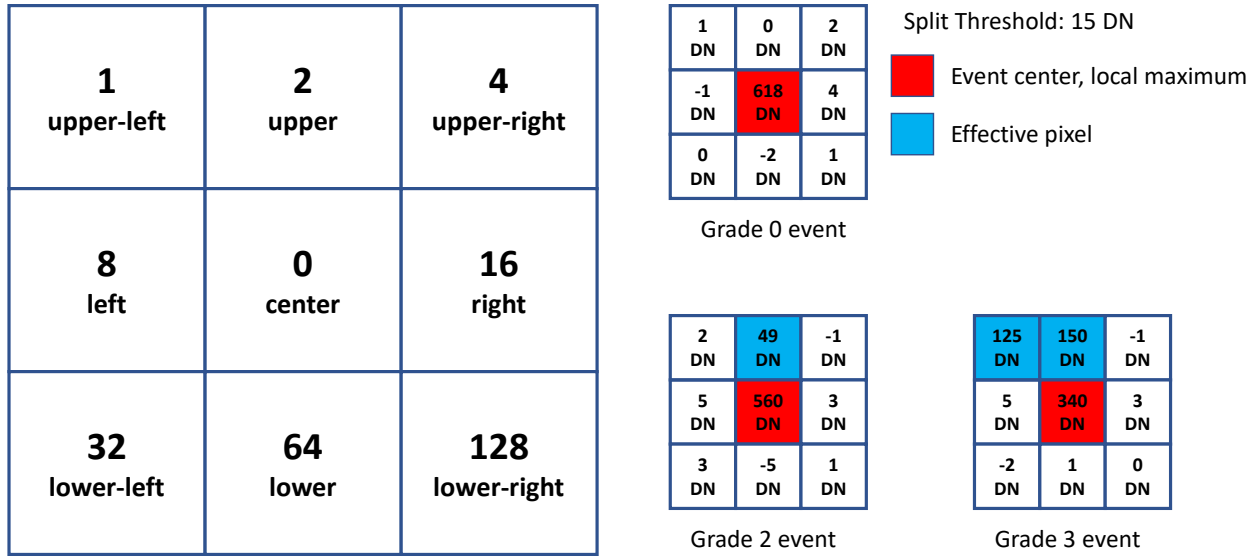 1 2 4
upper-left upper upper-right
8 0 16
left center right
32 64 128
lower-left lower lower-right
1 0 2
DN DN DN
-1 618 4
DN DN DN
0 -2 1
DN DN DN
Grade 0 event
Split Threshold: 15 DN
Event center, local maximum
Effective pixel
2 49 -1
DN DN DN
5 560 3
DN DN DN
3 -5 1
DN DN DN
Grade 2 event
125 150 -1
DN DN DN
5 340 3
DN DN DN
-2 1 0
DN DN DN
Grade 3 event